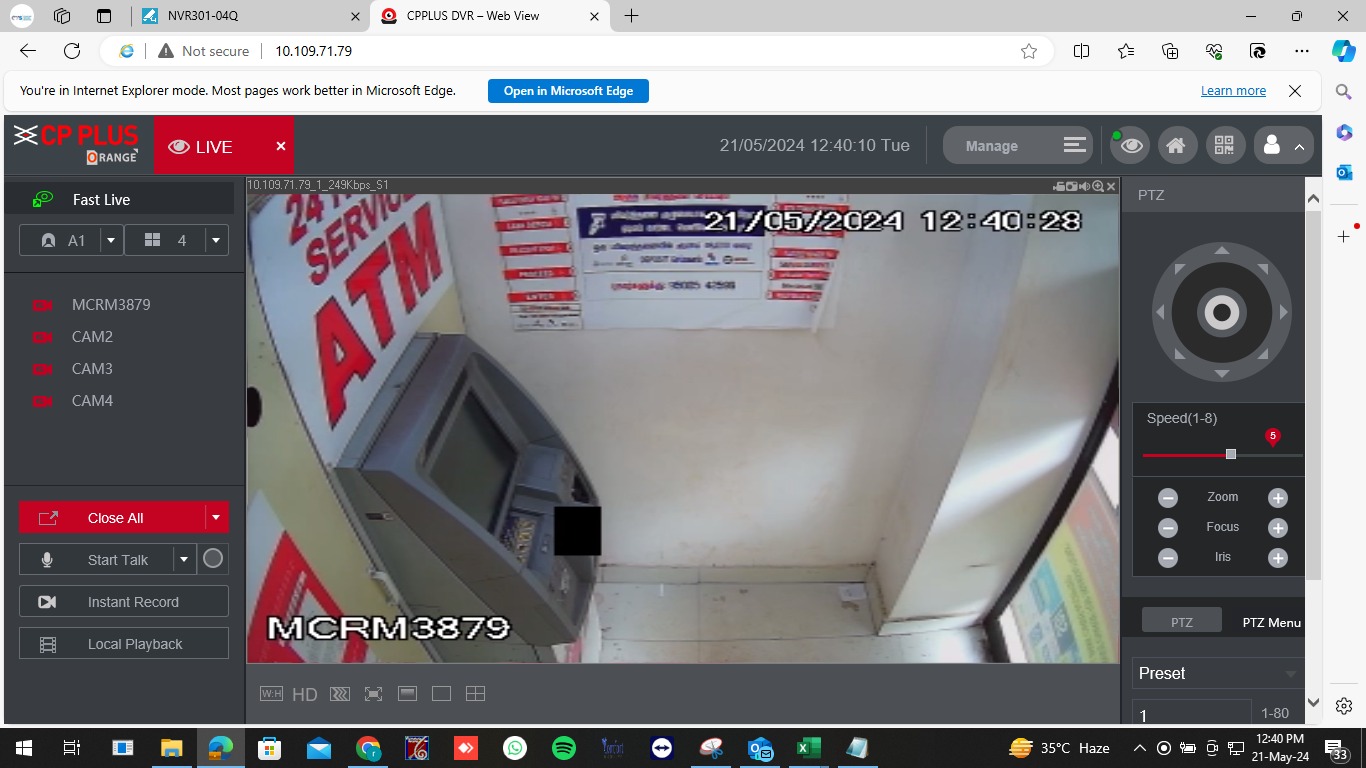 NVR301-04Q
CPPLUS DVR – Web View
Not secure
10.109.71.79
You're in Internet Explorer mode. Most pages work better in Microsoft Edge.
Open in Microsoft Edge
Learn more
CP PLUS
ORANGE
LIVE
21/05/2024 12:40:10 Tue
Manage
Fast Live
A1
4
MCRM3879
CAM2
CAM3
CAM4
Close All
Start Talk
Instant Record
Local Playback
10.109.71.79_1_249Kbps_S1
21/05/2024 12:40:28
24
SERVICE
ATM
MCRM3879
W:H
HD
PTZ
Speed(1-8)
5
Zoom
Focus
Iris
PTZ
PTZ Menu
Preset
1
1-80
35°C Haze
12:40 PM
21-May-24
33